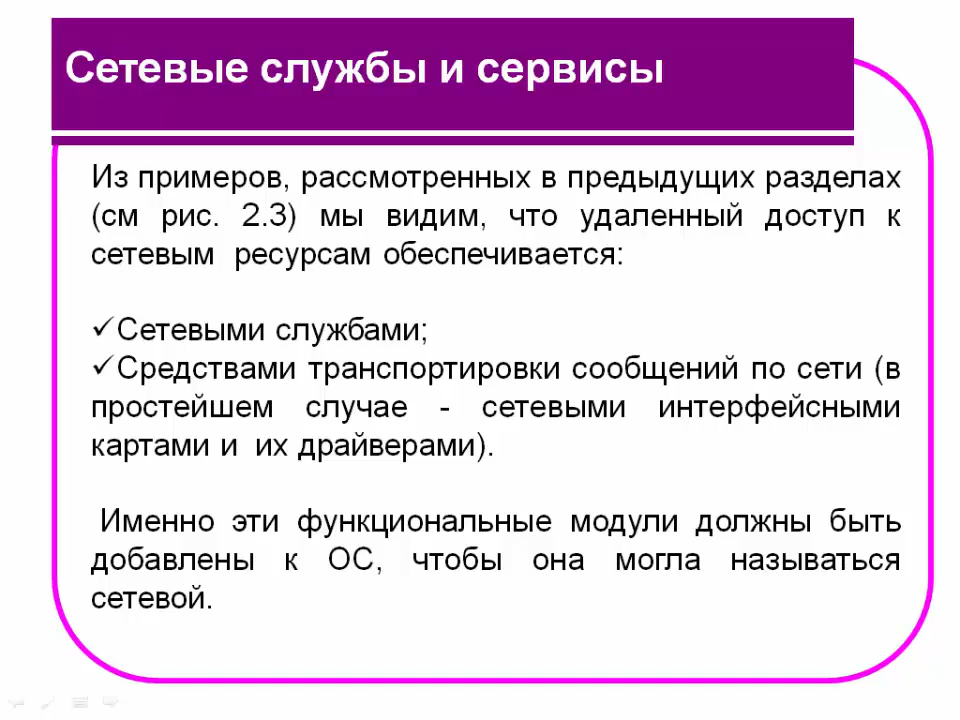 Сетевые службы и сервисы
Из примеров, рассмотренных в предыдущих разделах
(см рис. 2.3) мы видим, что удаленный доступ к
сетевым ресурсам обеспечивается:
✓Сетевыми службами;
✓Средствами транспортировки сообщений по сети (в
простейшем случае - сетевыми интерфейсными
картами и их драйверами).
Именно эти функциональные модули должны быть
добавлены к ОС, чтобы она могла называться
сетевой.